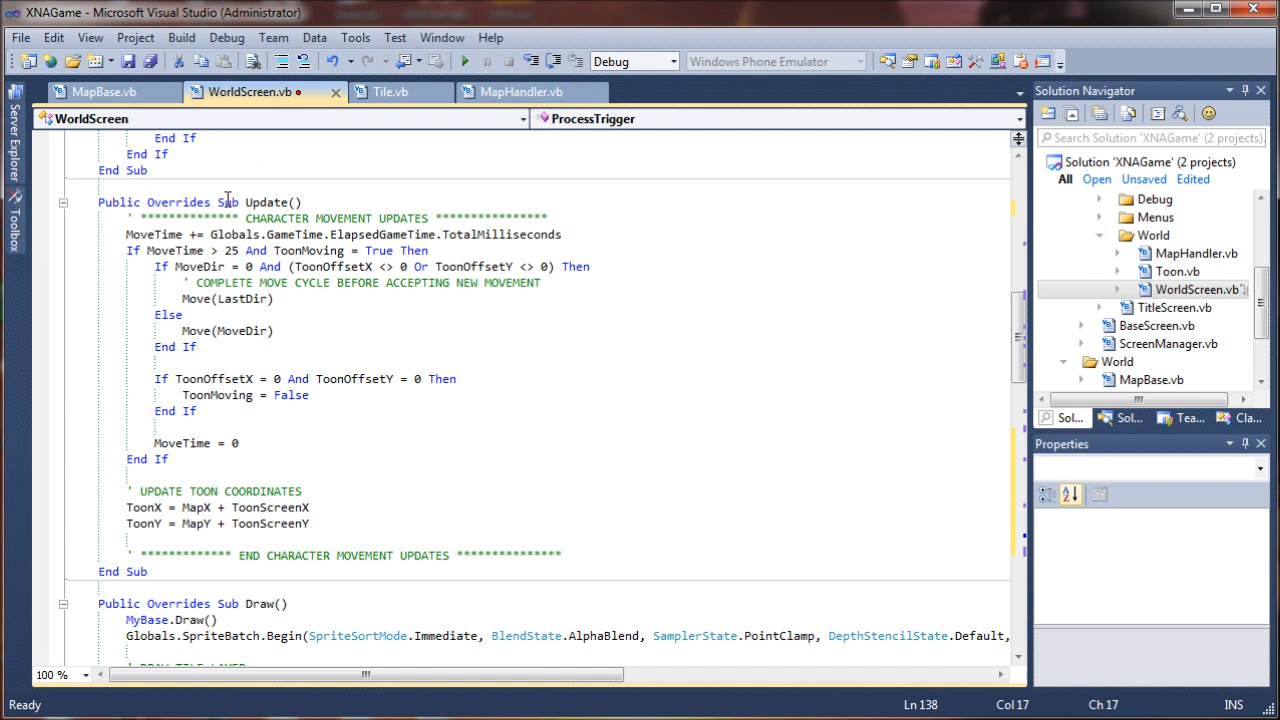 XNAGame - Microsoft Visual Studio (Administrator)
File Edit View Project Build Debug Team Data Tools Test Window Help
Debug Windows Phone Emulator
MapBase.vb WorldScreen.vb Tile.vb MapHandler.vb
WorldScreen ProcessTrigger
Server Explorer
Toolbox
End If
End If
End Sub
Public Overrides Sub Update()
' ************** CHARACTER MOVEMENT UPDATES ****************
MoveTime += Globals.GameTime.ElapsedGameTime.TotalMilliseconds
If MoveTime > 25 And ToonMoving = True Then
If MoveDir = 0 And (ToonOffsetX <> 0 Or ToonOffsetY <> 0) Then
' COMPLETE MOVE CYCLE BEFORE ACCEPTING NEW MOVEMENT
Move(LastDir)
Else
Move(MoveDir)
End If
If ToonOffsetX = 0 And ToonOffsetY = 0 Then
ToonMoving = False
End If
MoveTime = 0
End If
' UPDATE TOON COORDINATES
ToonX = MapX + ToonScreenX
ToonY = MapY + ToonScreenY
' ************* END CHARACTER MOVEMENT UPDATES ***************
End Sub
Public Overrides Sub Draw()
MyBase.Draw()
Globals.SpriteBatch.Begin(SpriteSortMode.Immediate, BlendState.AlphaBlend, SamplerState.PointClamp, DepthStencilState.Default,
' DRAW TILE LAYER
100 %
Solution Navigator
Search Solution 'XNAGame' (2 projects)
Solution 'XNAGame' (2 projects)
All Open Unsaved Edited
Debug
Menus
World
MapHandler.vb
Toon.vb
WorldScreen.vb*
TitleScreen.vb
BaseScreen.vb
ScreenManager.vb
World
MapBase.vb
Sol... Sol... Tea... Cla...
Properties
Ready Ln 138 Col 17 Ch 17 INS